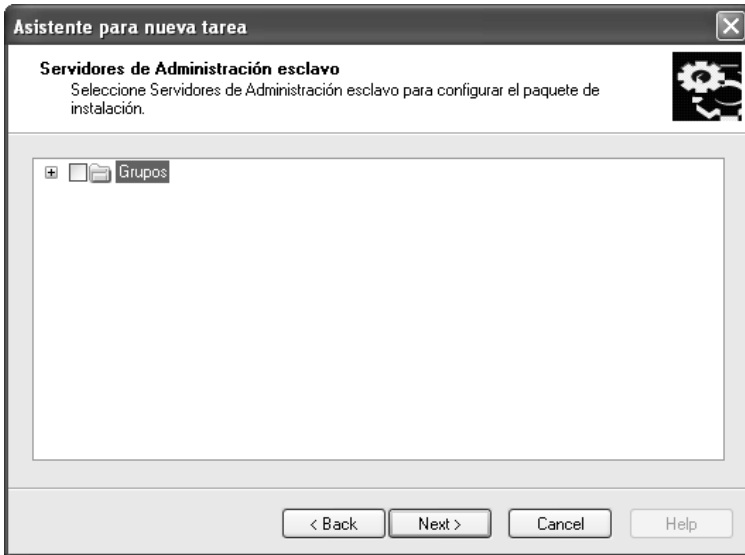 Asistente para nueva tarea
Servidores de Administración esclavo
Seleccione Servidores de Administración esclavo para configurar el paquete de
instalación.
Grupos
< Back Next > Cancel Help